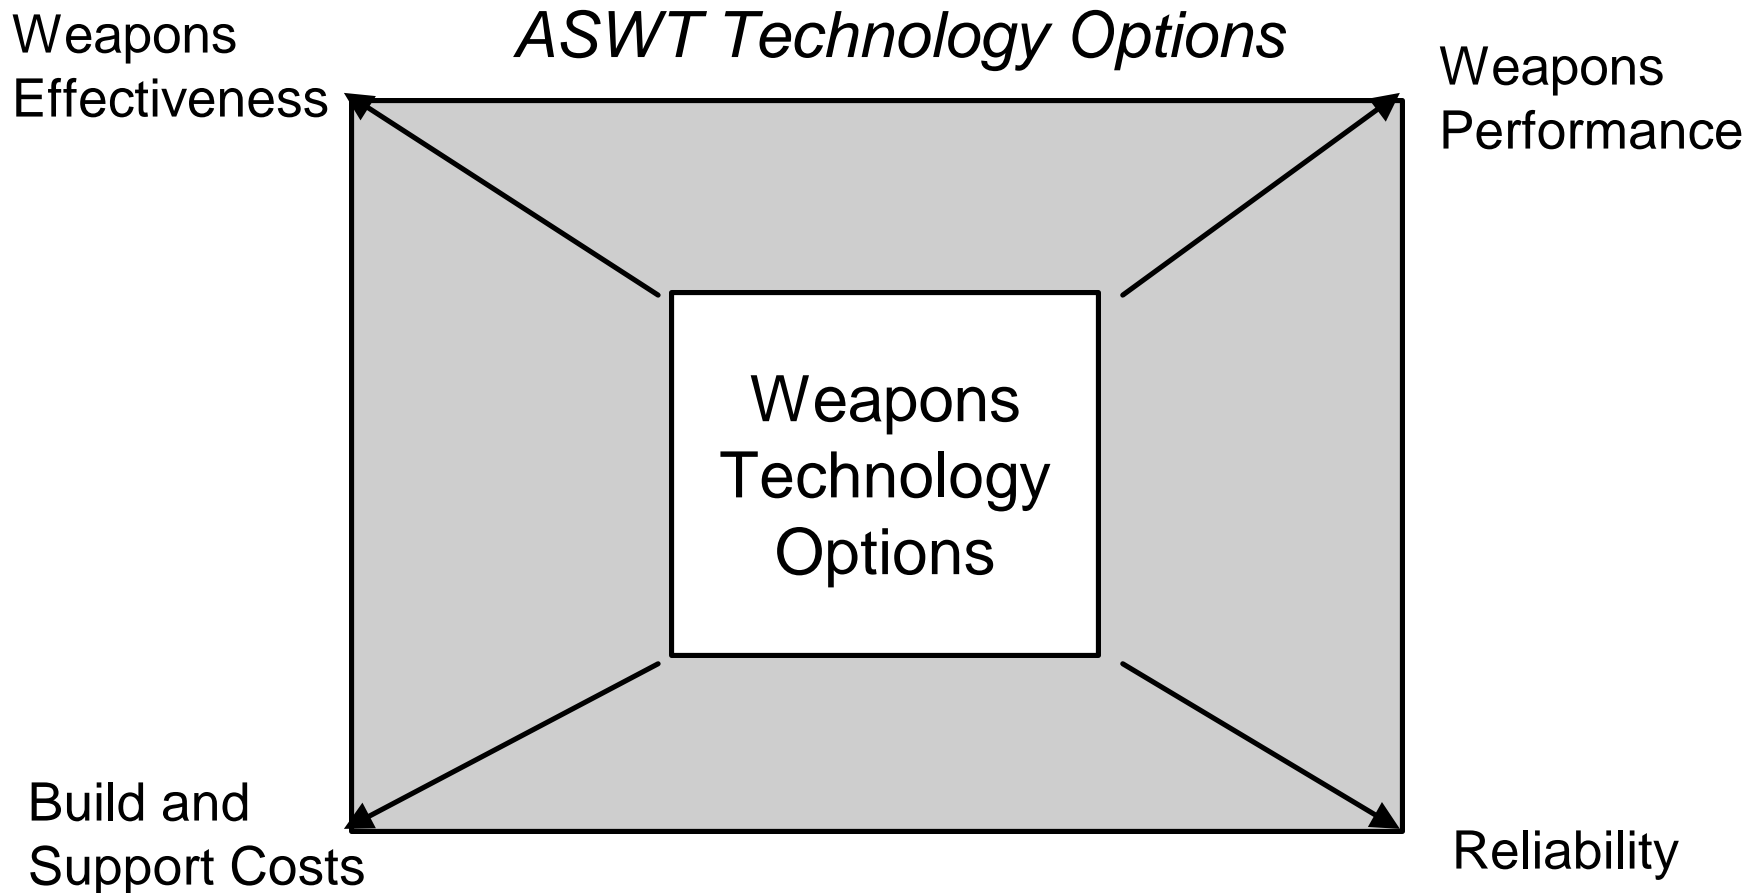 ASWT Technology Options
Weapons
Effectiveness
Weapons
Performance
Weapons
Technology
Options
Build and
Support Costs
Reliability